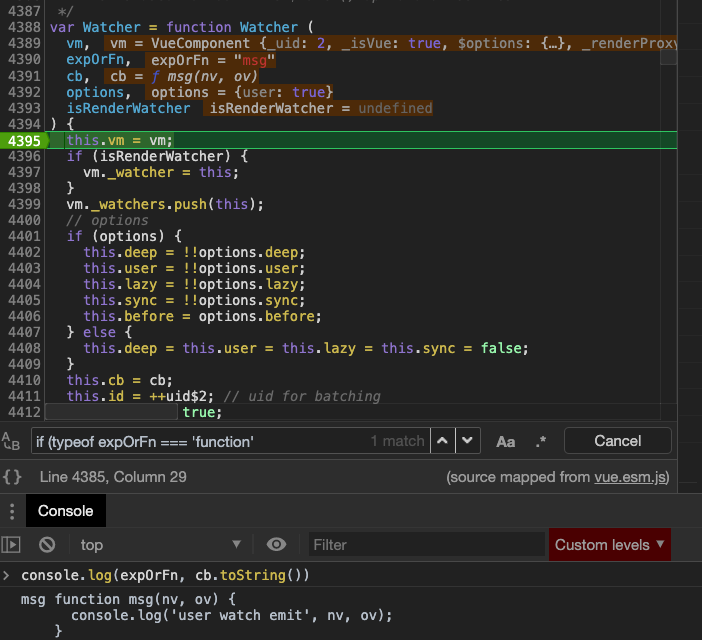 4387 */
4388 var Watcher = function Watcher (
4389 vm, vm = VueComponent {_uid: 2, _isVue: true, $options: {…}, _renderProxy
4390 expOrFn, expOrFn = "msg"
4391 cb, cb = ƒ msg(nv, ov)
4392 options, options = {user: true}
4393 isRenderWatcher isRenderWatcher = undefined
4394 ) {
4395 this.vm = vm;
4396 if (isRenderWatcher) {
4397 vm._watcher = this;
4398 }
4399 vm._watchers.push(this);
4400 // options
4401 if (options) {
4402 this.deep = !!options.deep;
4403 this.user = !!options.user;
4404 this.lazy = !!options.lazy;
4405 this.sync = !!options.sync;
4406 this.before = options.before;
4407 } else {
4408 this.deep = this.user = this.lazy = this.sync = false;
4409 }
4410 this.cb = cb;
4411 this.id = ++uid$2; // uid for batching
4412 true;
A B if (typeof expOrFn === 'function' 1 match Aa .* Cancel
{} Line 4385, Column 29 (source mapped from vue.esm.js)
Console
top ▼ Filter Custom levels ▼
> console.log(expOrFn, cb.toString())
msg function msg(nv, ov) {
console.log('user watch emit', nv, ov);
}